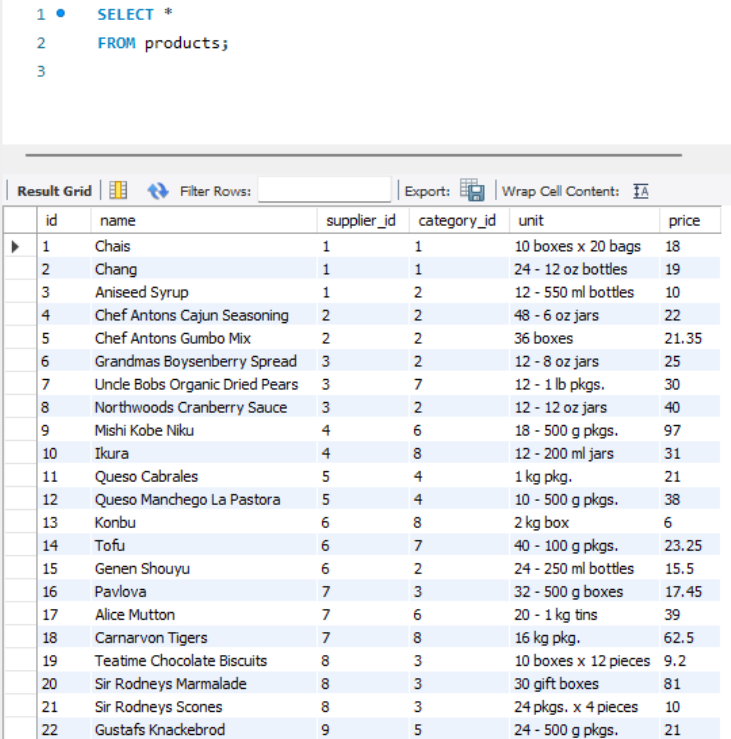 1 SELECT *
2 FROM products;
3
Result Grid Filter Rows: Export: Wrap Cell Content: IA
id name supplier_id category_id unit price
1 Chais 1 1 10 boxes x 20 bags 18
2 Chang 1 1 24 - 12 oz bottles 19
3 Aniseed Syrup 1 2 12 - 550 ml bottles 10
4 Chef Antons Cajun Seasoning 2 2 48 - 6 oz jars 22
5 Chef Antons Gumbo Mix 2 2 36 boxes 21.35
6 Grandmas Boysenberry Spread 3 2 12 - 8 oz jars 25
7 Uncle Bobs Organic Dried Pears 3 7 12 - 1 lb pkgs. 30
8 Northwoods Cranberry Sauce 3 2 12 - 12 oz jars 40
9 Mishi Kobe Niku 4 6 18 - 500 g pkgs. 97
10 Ikura 4 8 12 - 200 ml jars 31
11 Queso Cabrales 5 4 1 kg pkg. 21
12 Queso Manchego La Pastora 5 4 10 - 500 g pkgs. 38
13 Konbu 6 8 2 kg box 6
14 Tofu 6 7 40 - 100 g pkgs. 23.25
15 Genen Shouyu 6 2 24 - 250 ml bottles 15.5
16 Pavlova 7 3 32 - 500 g boxes 17.45
17 Alice Mutton 7 6 20 - 1 kg tins 39
18 Carnarvon Tigers 7 8 16 kg pkg. 62.5
19 Teatime Chocolate Biscuits 8 3 10 boxes x 12 pieces 9.2
20 Sir Rodneys Marmalade 8 3 30 gift boxes 81
21 Sir Rodneys Scones 8 3 24 pkgs. x 4 pieces 10
22 Gustafs Knackebrod 9 5 24 - 500 g pkgs. 21